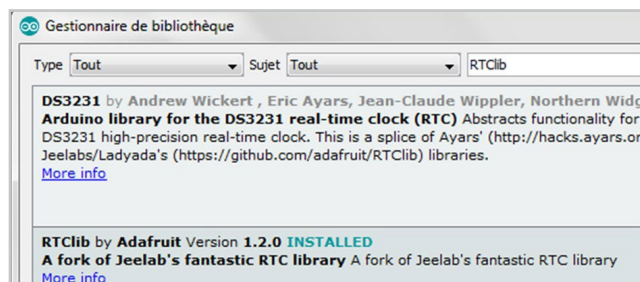 Gestionnaire de bibliothèque
Type Tout Sujet Tout RTClib
DS3231 by Andrew Wickert , Eric Ayars, Jean-Claude Wippler, Northern
Arduino library for the DS3231 real-time clock (RTC) Abstracts functionality for
DS3231 high-precision real-time clock. This is a splice of Ayars' (http://hacks.ayars.or
Jeelabs/Ladyada's (https://github.com/adafruit/RTClib) libraries.
More info
RTClib by Adafruit Version 1.2.0 INSTALLED
A fork of Jeelab's fantastic RTC library A fork of Jeelab's fantastic RTC library
More info